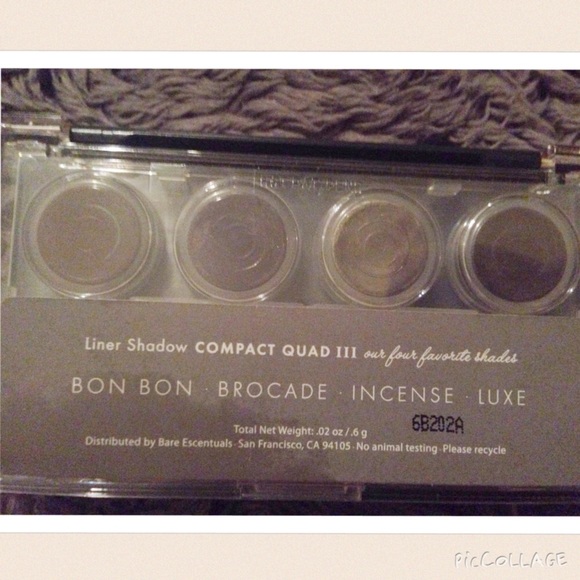 Liner Shadow COMPACT QUAD III our four favorite shades
BON BON · BROCADE · INCENSE · LUXE
6B202A
Total Net Weight: .02 oz / .6 g
Distributed by Bare Escentuals · San Francisco, CA 94105 · No animal testing · Please recycle
PicCOLLAGE